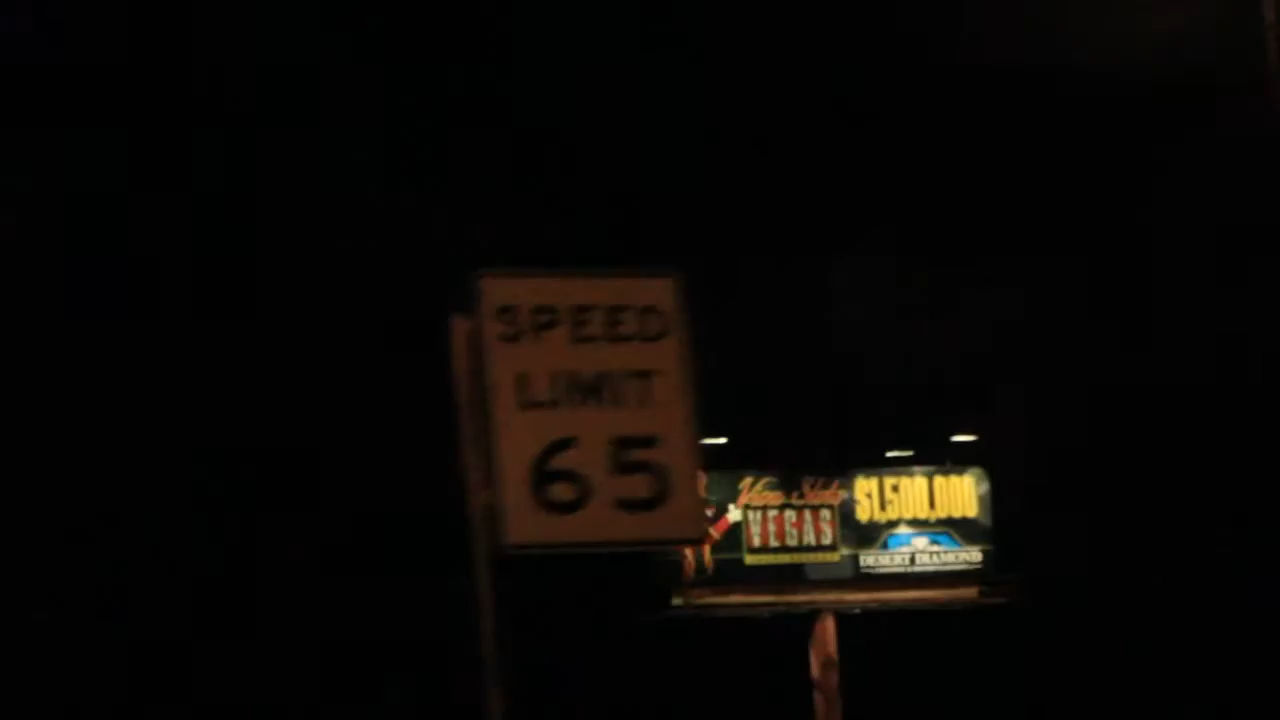 SPEED
LIMIT
65
VEGAS
$1,500,000
DESERT DIAMOND